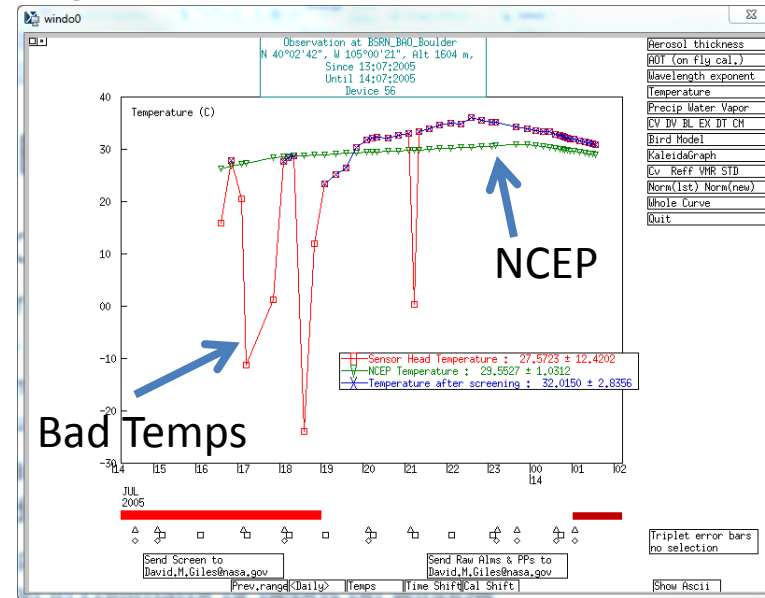 windo0
Observation at BSRN_BAO_Boulder
N 40°02'42", W 105°00'21", Alt 1604 m,
Since 13:07:2005
Until 14:07:2005
Device 56
Aerosol thickness
AOT (on fly cal.)
Wavelength exponent
Temperature
Precip Water Vapor
CV DV BL EX DT CM
Bird Model
KaleidaGraph
Cv Reff VMR STD
Norm(lst) Norm(new)
Whole Curve
Quit
Temperature (C)
40
30
20
10
00
-10
-20
-30
NCEP
Bad Temps
Sensor Head Temperature : 27.5723 ± 12.4202
NCEP Temperature : 29.5527 ± 1.0312
Temperature after screening : 32.0150 ± 2.8356
14 15 16 17 18 19 20 21 22 23 00 01 02
JUL 14
2005
Triplet error bars
no selection
Send Screen to
David.M.Giles@nasa.gov
Send Raw Alms & PPs to
David.M.Giles@nasa.gov
Prev.range <Daily> Temps Time Shift Cal Shift Show Ascii